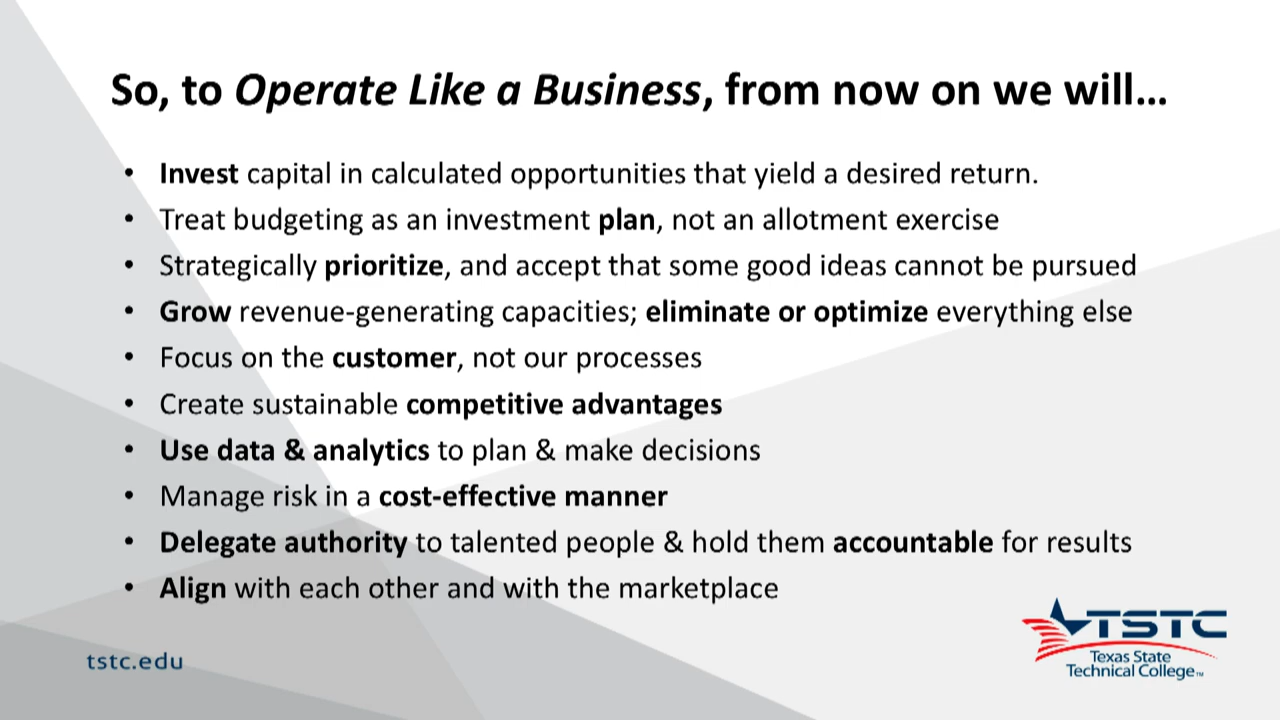 So, to Operate Like a Business, from now on we will...
• Invest capital in calculated opportunities that yield a desired return.
• Treat budgeting as an investment plan, not an allotment exercise
• Strategically prioritize, and accept that some good ideas cannot be pursued
• Grow revenue-generating capacities; eliminate or optimize everything else
• Focus on the customer, not our processes
• Create sustainable competitive advantages
• Use data & analytics to plan & make decisions
• Manage risk in a cost-effective manner
• Delegate authority to talented people & hold them accountable for results
• Align with each other and with the marketplace
TSTC
Texas State
Technical College™
tstc.edu